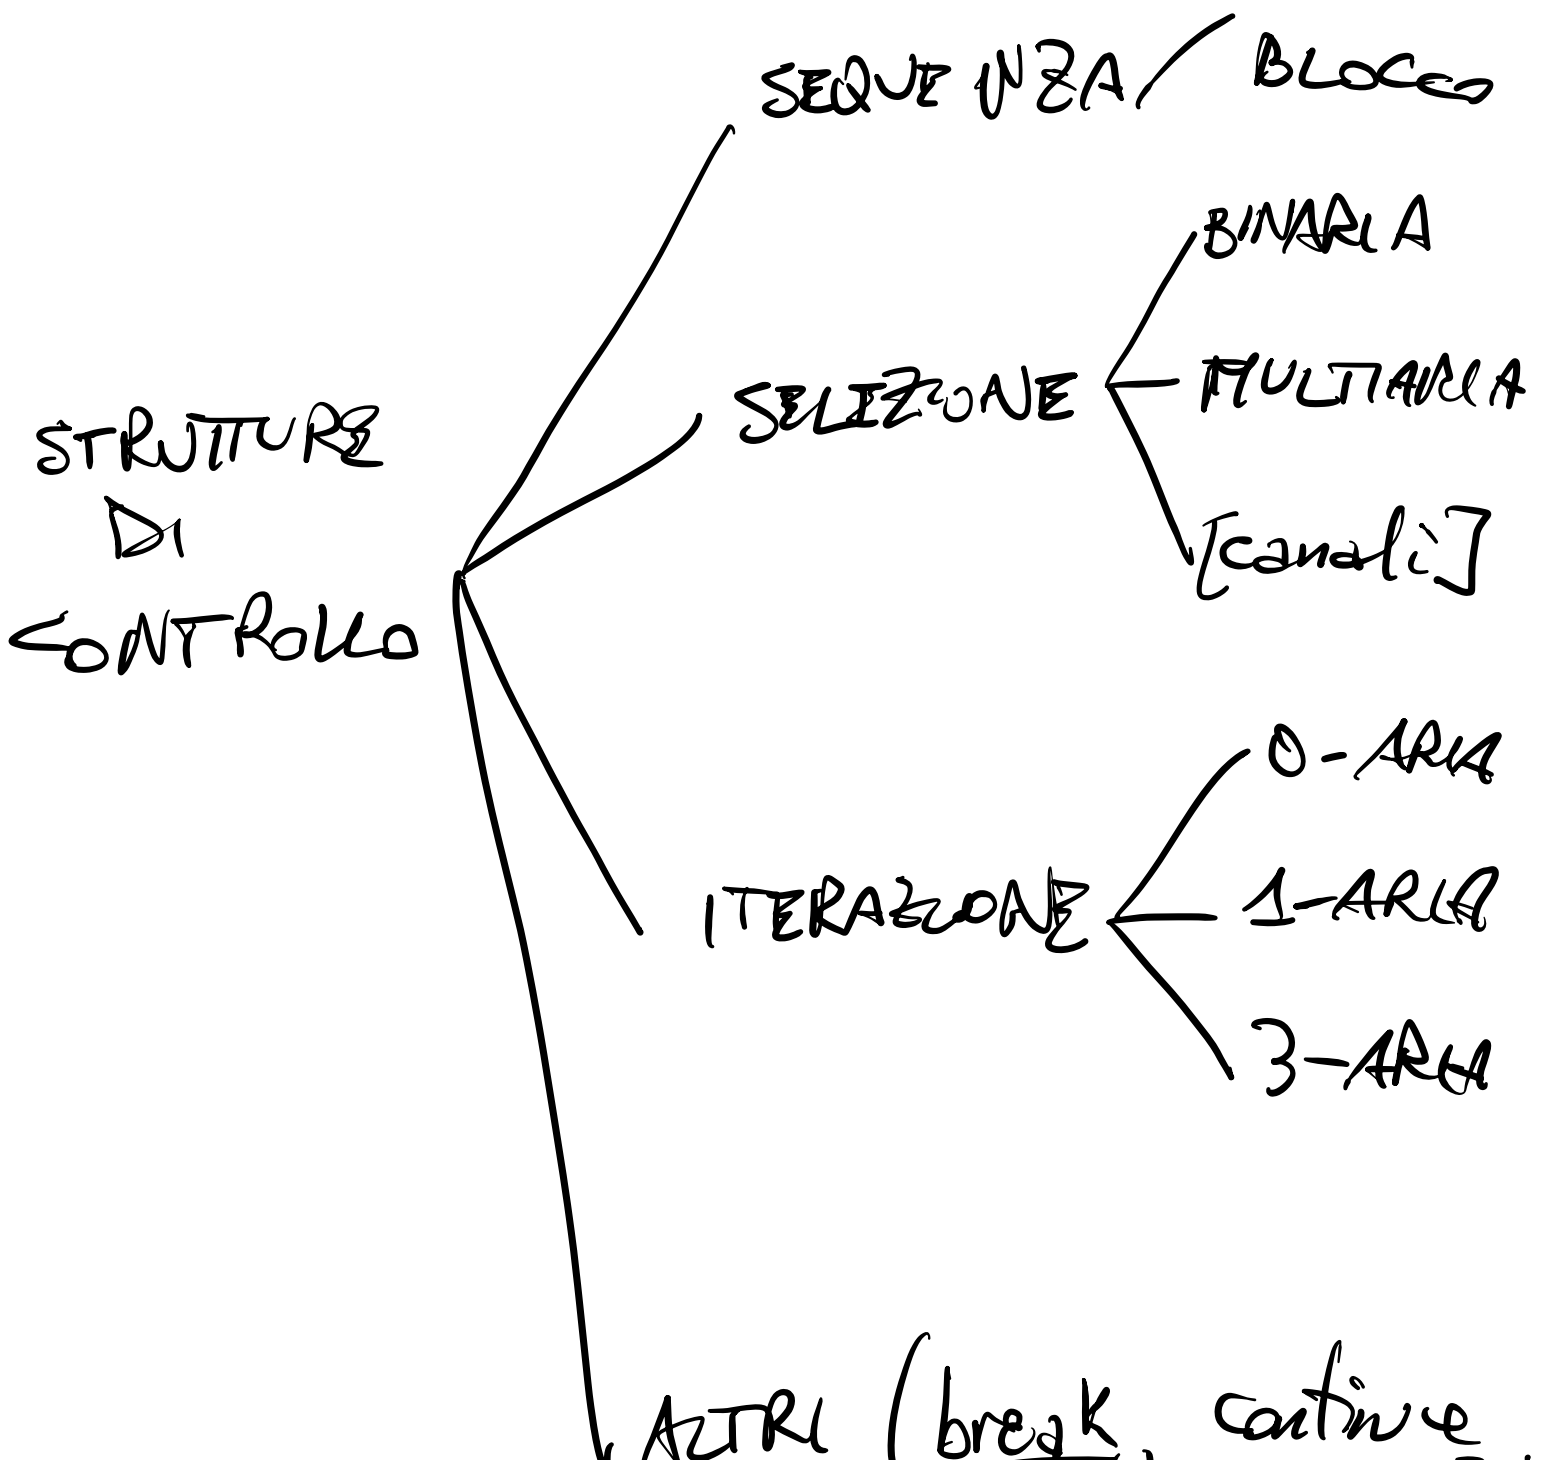 STRUTTURE
DI
CONTROLLO
SEQUENZA / BLOCCO
SELEZIONE
BINARIA
MULTIARIA
[canali]
ITERAZIONE
0-ARIA
1-ARIA
3-ARIA
ALTRI (break, continue